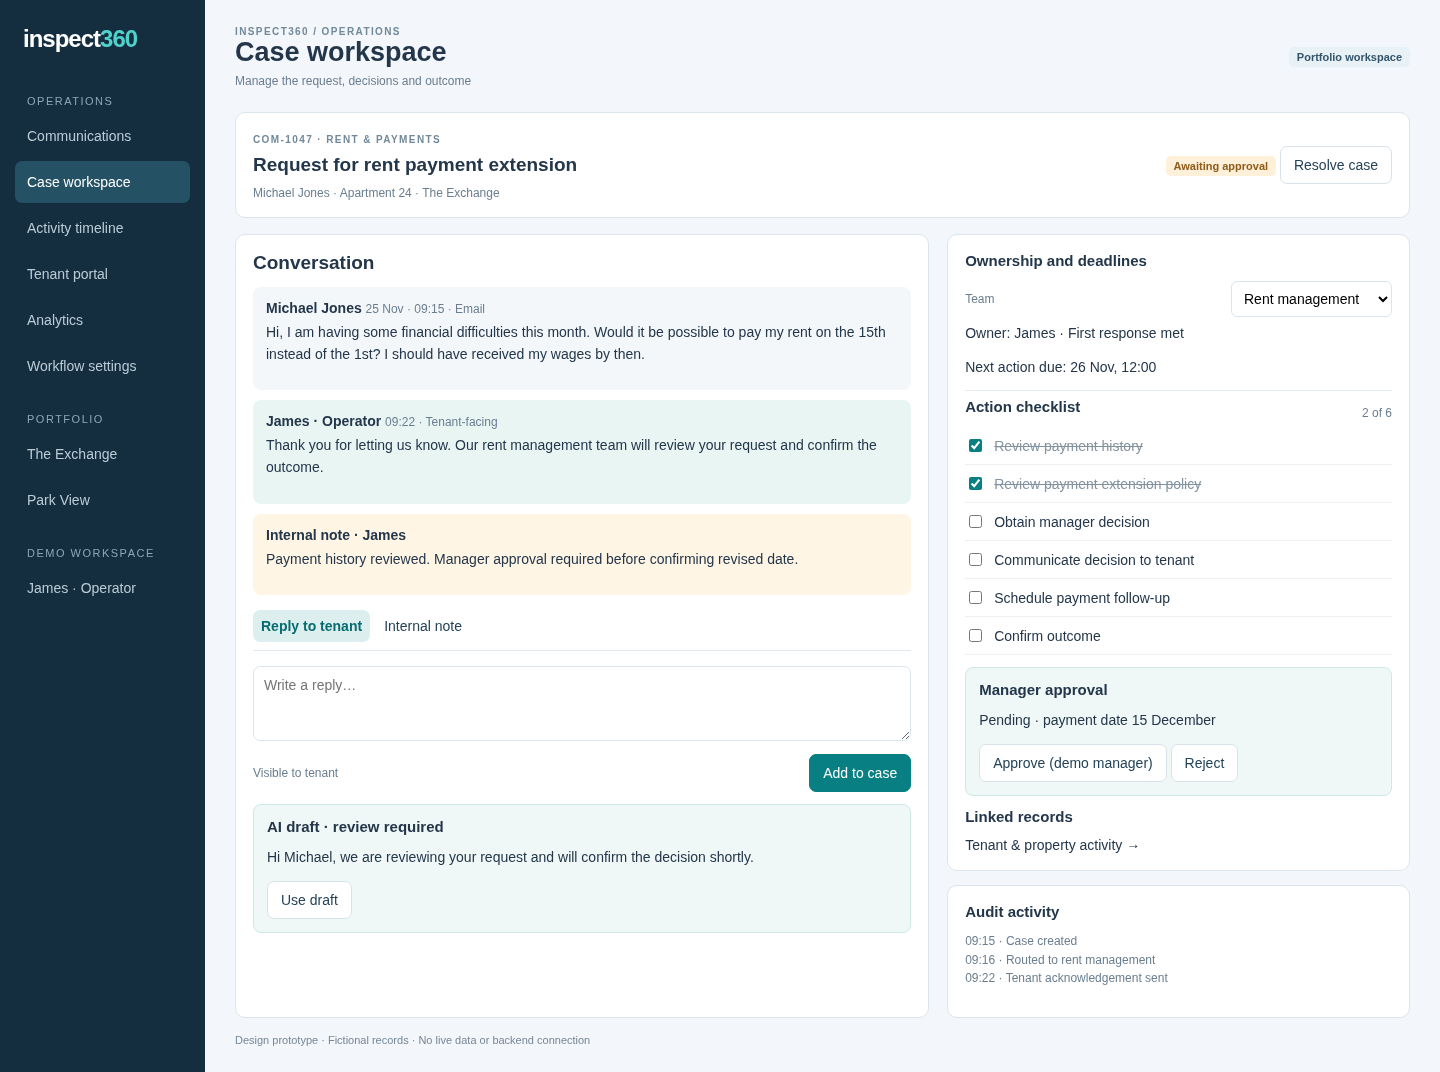 inspect360
OPERATIONS
Communications
Case workspace
Activity timeline
Tenant portal
Analytics
Workflow settings
PORTFOLIO
The Exchange
Park View
DEMO WORKSPACE
James · Operator
INSPECT360 / OPERATIONS
Case workspace
Manage the request, decisions and outcome
Portfolio workspace
COM-1047 · RENT & PAYMENTS
Request for rent payment extension
Michael Jones · Apartment 24 · The Exchange
Awaiting approval
Resolve case
Conversation
Michael Jones 25 Nov · 09:15 · Email
Hi, I am having some financial difficulties this month. Would it be possible to pay my rent on the 15th
instead of the 1st? I should have received my wages by then.
James · Operator 09:22 · Tenant-facing
Thank you for letting us know. Our rent management team will review your request and confirm the
outcome.
Internal note · James
Payment history reviewed. Manager approval required before confirming revised date.
Reply to tenant
Internal note
Write a reply…
Visible to tenant
Add to case
AI draft · review required
Hi Michael, we are reviewing your request and will confirm the decision shortly.
Use draft
Ownership and deadlines
Team
Rent management
Owner: James · First response met
Next action due: 26 Nov, 12:00
Action checklist
2 of 6
Review payment history
Review payment extension policy
Obtain manager decision
Communicate decision to tenant
Schedule payment follow-up
Confirm outcome
Manager approval
Pending · payment date 15 December
Approve (demo manager)
Reject
Linked records
Tenant & property activity →
Audit activity
09:15 · Case created
09:16 · Routed to rent management
09:22 · Tenant acknowledgement sent
Design prototype · Fictional records · No live data or backend connection